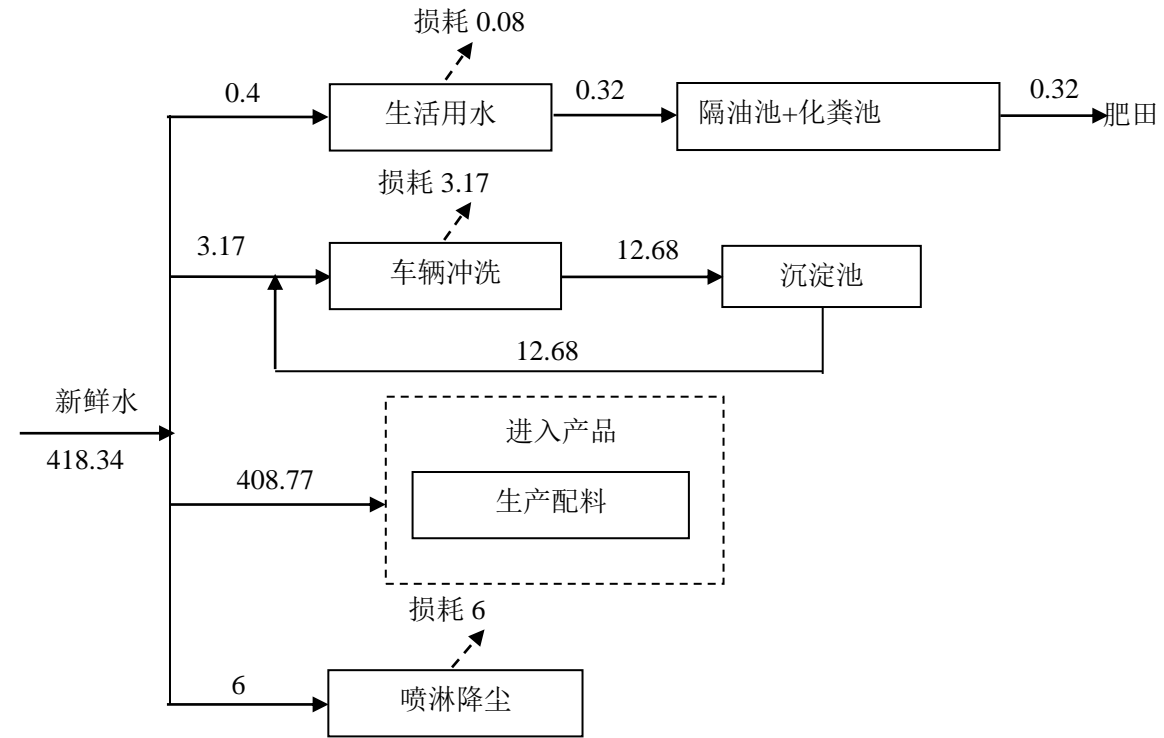 损耗 0.08
0.4
生活用水
0.32
隔油池+化粪池
0.32
肥田
损耗 3.17
3.17
车辆冲洗
12.68
沉淀池
12.68
新鲜水
418.34
进入产品
408.77
生产配料
损耗 6
6
喷淋降尘